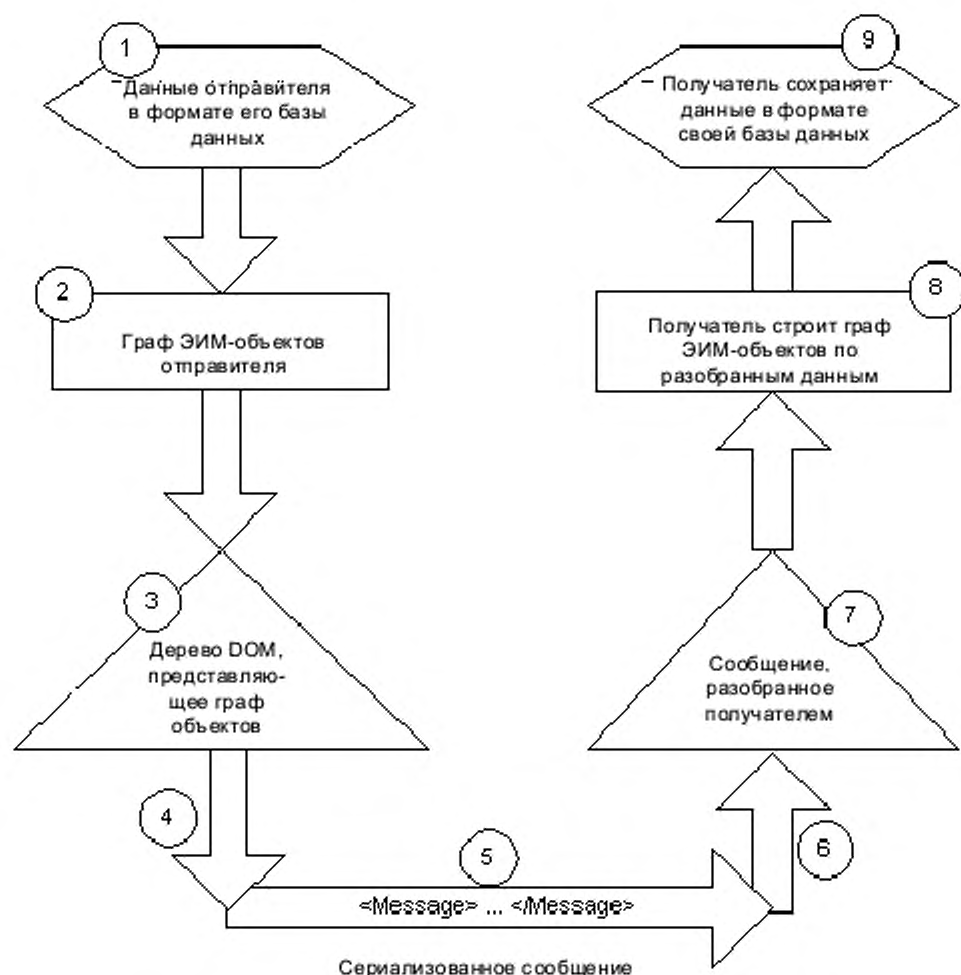 1
Данные отправителя
в формате его базы
данных
2
Граф ЭИМ-объектов
отправителя
3
Дерево DOM,
представляю-
щее граф
объектов
4
5
<Message> ... </Message>
Сериализованное сообщение
6
7
Сообщение,
разобранное
получателем
8
Получатель строит граф
ЭИМ-объектов по
разобранным данным
9
Получатель сохраняет
данные в формате
своей базы данных